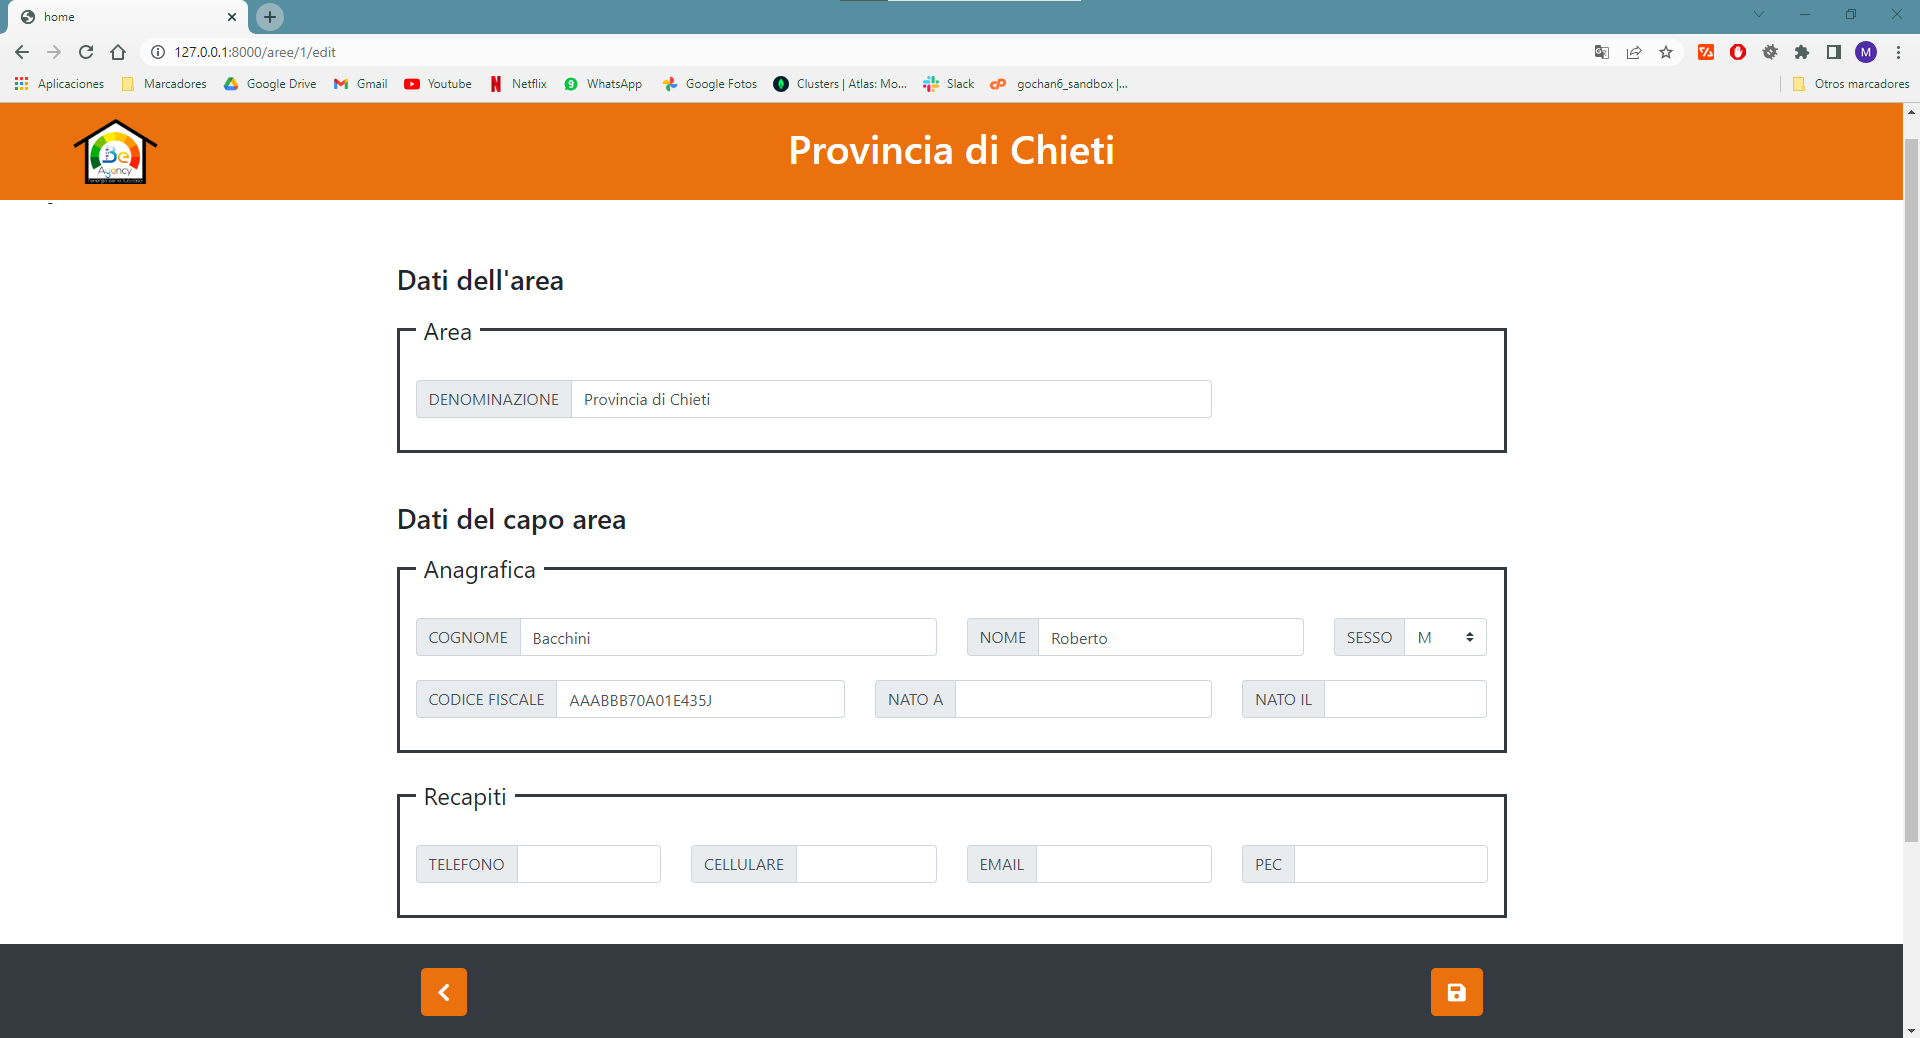 home
127.0.0.1:8000/aree/1/edit
M
Aplicaciones Marcadores Google Drive Gmail Youtube Netflix WhatsApp Google Fotos Clusters | Atlas: Mo... Slack gochan6_sandbox |... Otros marcadores
Be
Agency
Provincia di Chieti
Dati dell'area
Area
DENOMINAZIONE Provincia di Chieti
Dati del capo area
Anagrafica
COGNOME Bacchini NOME Roberto SESSO M
CODICE FISCALE AAABBB70A01E435J NATO A NATO IL
Recapiti
TELEFONO CELLULARE EMAIL PEC